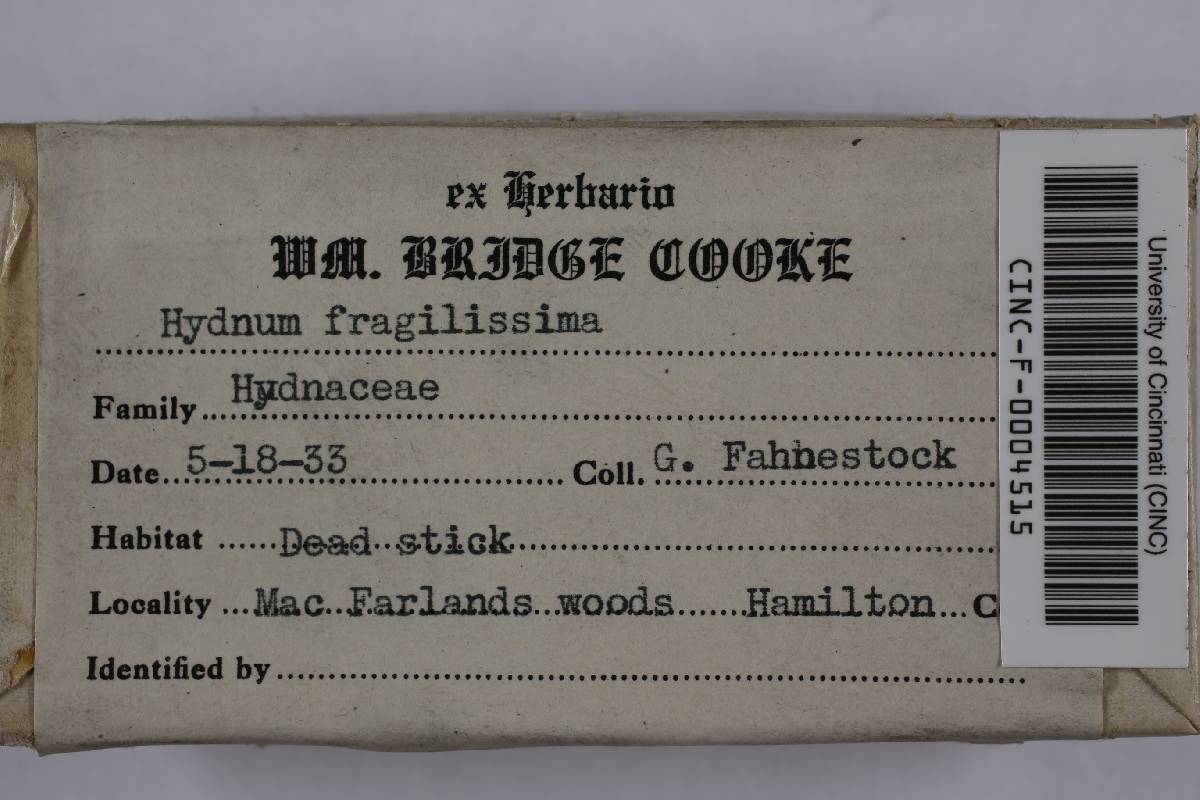 ex Herbario
WM. BRIDGE COOKE
Hydnum fragilissima
Family Hydnaceae
Date 5-18-33 Coll. G. Fahnestock
Habitat Dead stick
Locality Mac Farlands woods Hamilton C
Identified by
CINC-F-0004515
University of Cincinnati (CINC)